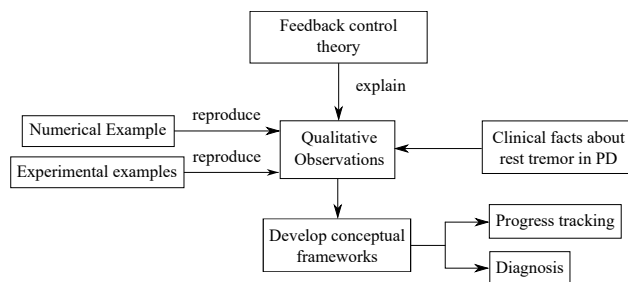 Feedback control
theory
explain
reproduce
Numerical Example
Qualitative
Observations
Clinical facts about
rest tremor in PD
reproduce
Experimental examples
Develop conceptual
frameworks
Progress tracking
Diagnosis